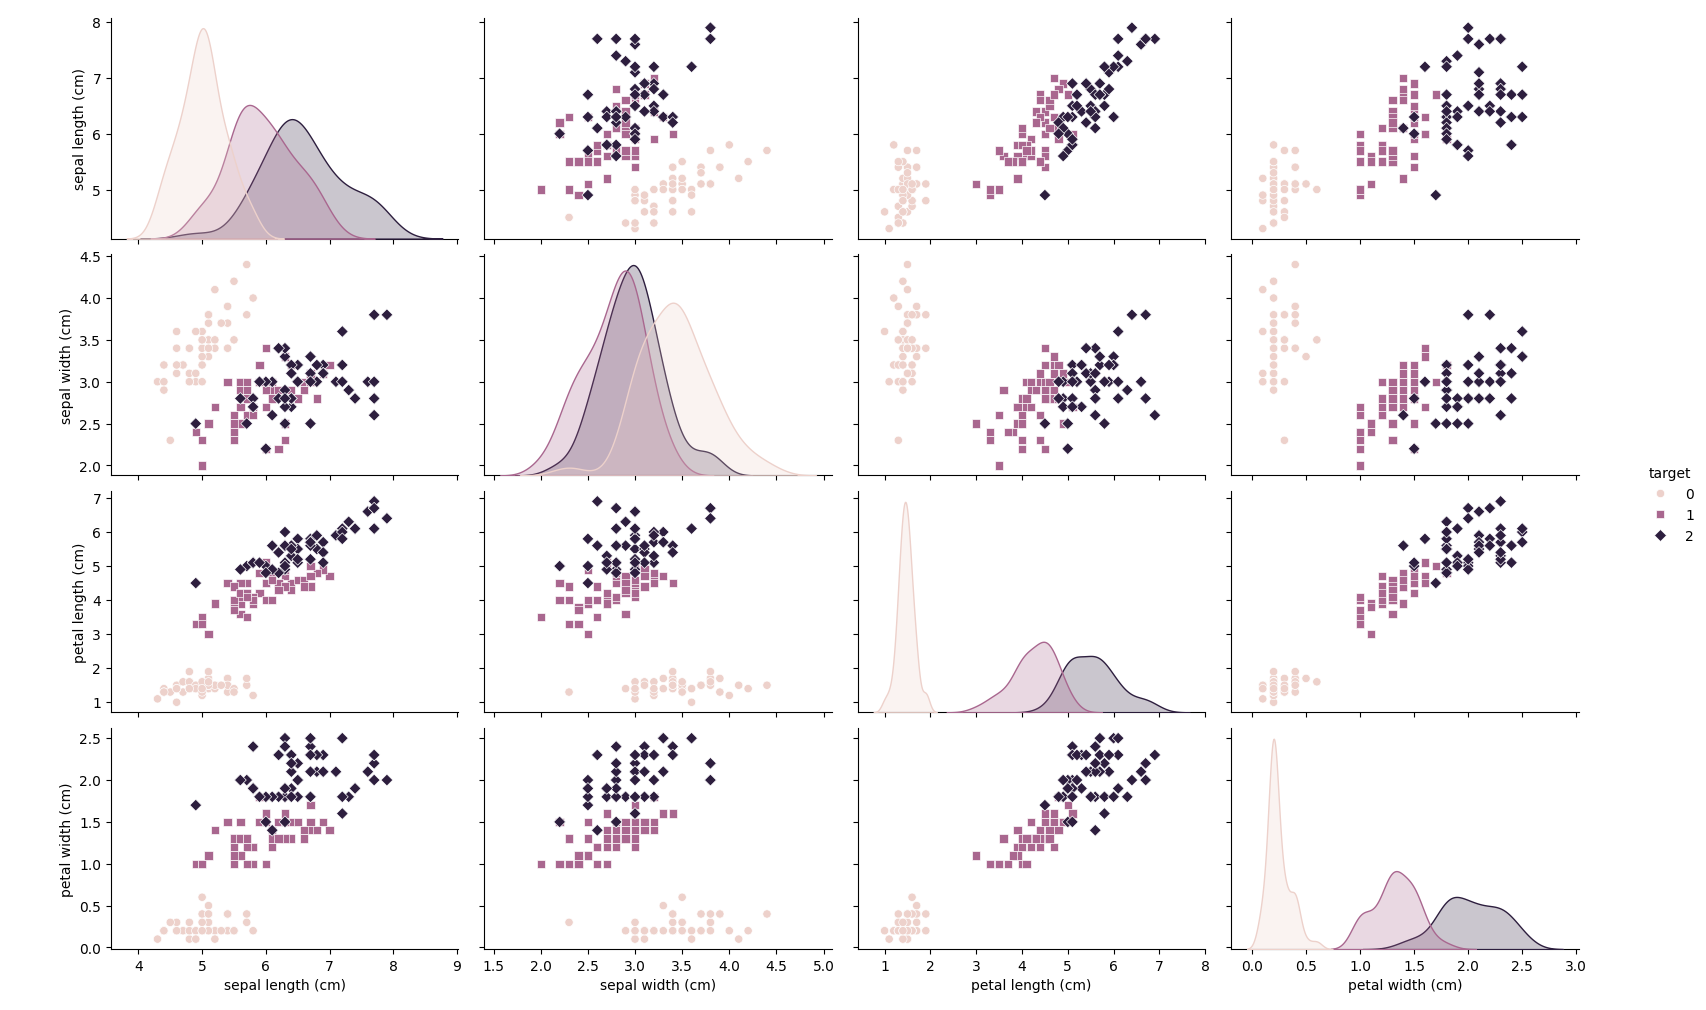 8
7
6
5
sepal length (cm)
4.5
4.0
3.5
3.0
2.5
2.0
sepal width (cm)
7
6
5
4
3
2
1
petal length (cm)
target
0
1
2
2.5
2.0
1.5
1.0
0.5
0.0
petal width (cm)
4 5 6 7 8 9
1.5 2.0 2.5 3.0 3.5 4.0 4.5 5.0
1 2 3 4 5 6 7 8
0.0 0.5 1.0 1.5 2.0 2.5 3.0
sepal length (cm)
sepal width (cm)
petal length (cm)
petal width (cm)